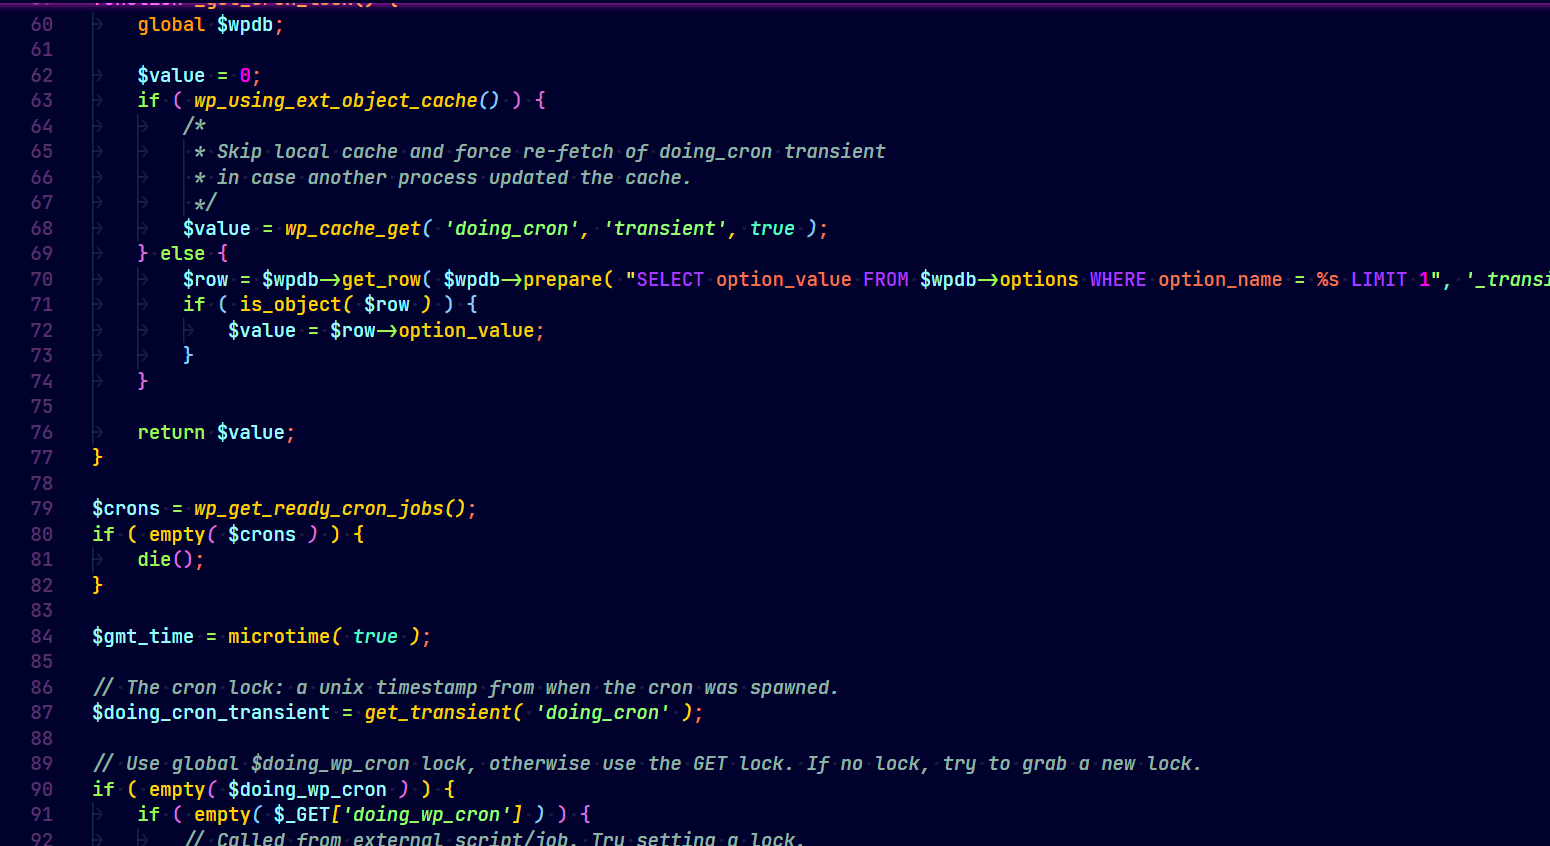 function _get_cron_lock() {
60 global $wpdb;
61
62 $value = 0;
63 if ( wp_using_ext_object_cache() ) {
64 /*
65 * Skip local cache and force re-fetch of doing_cron transient
66 * in case another process updated the cache.
67 */
68 $value = wp_cache_get( 'doing_cron', 'transient', true );
69 } else {
70 $row = $wpdb->get_row( $wpdb->prepare( "SELECT option_value FROM $wpdb->options WHERE option_name = %s LIMIT 1", '_transi
71 if ( is_object( $row ) ) {
72 $value = $row->option_value;
73 }
74 }
75
76 return $value;
77 }
78
79 $crons = wp_get_ready_cron_jobs();
80 if ( empty( $crons ) ) {
81 die();
82 }
83
84 $gmt_time = microtime( true );
85
86 // The cron lock: a unix timestamp from when the cron was spawned.
87 $doing_cron_transient = get_transient( 'doing_cron' );
88
89 // Use global $doing_wp_cron lock, otherwise use the GET lock. If no lock, try to grab a new lock.
90 if ( empty( $doing_wp_cron ) ) {
91 if ( empty( $_GET['doing_wp_cron'] ) ) {
92 // Called from external script/job. Try setting a lock.